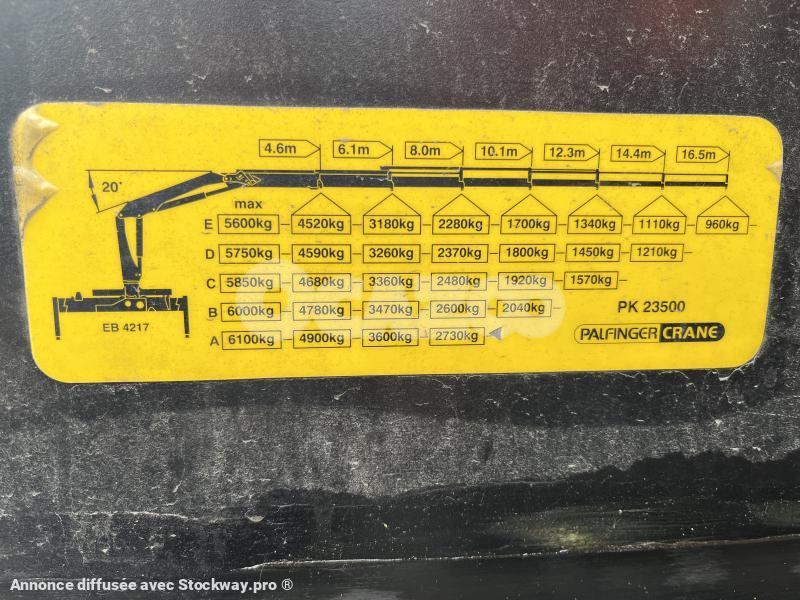 4.6m 6.1m 8.0m 10.1m 12.3m 14.4m 16.5m
20°
max
E 5600kg 4520kg 3180kg 2280kg 1700kg 1340kg 1110kg 960kg
D 5750kg 4590kg 3260kg 2370kg 1800kg 1450kg 1210kg
C 5850kg 4680kg 3360kg 2480kg 1920kg 1570kg
B 6000kg 4780kg 3470kg 2600kg 2040kg
PK 23500
EB 4217
A 6100kg 4900kg 3600kg 2730kg
PALFINGER CRANE
Annonce diffusée avec Stockway.pro ®